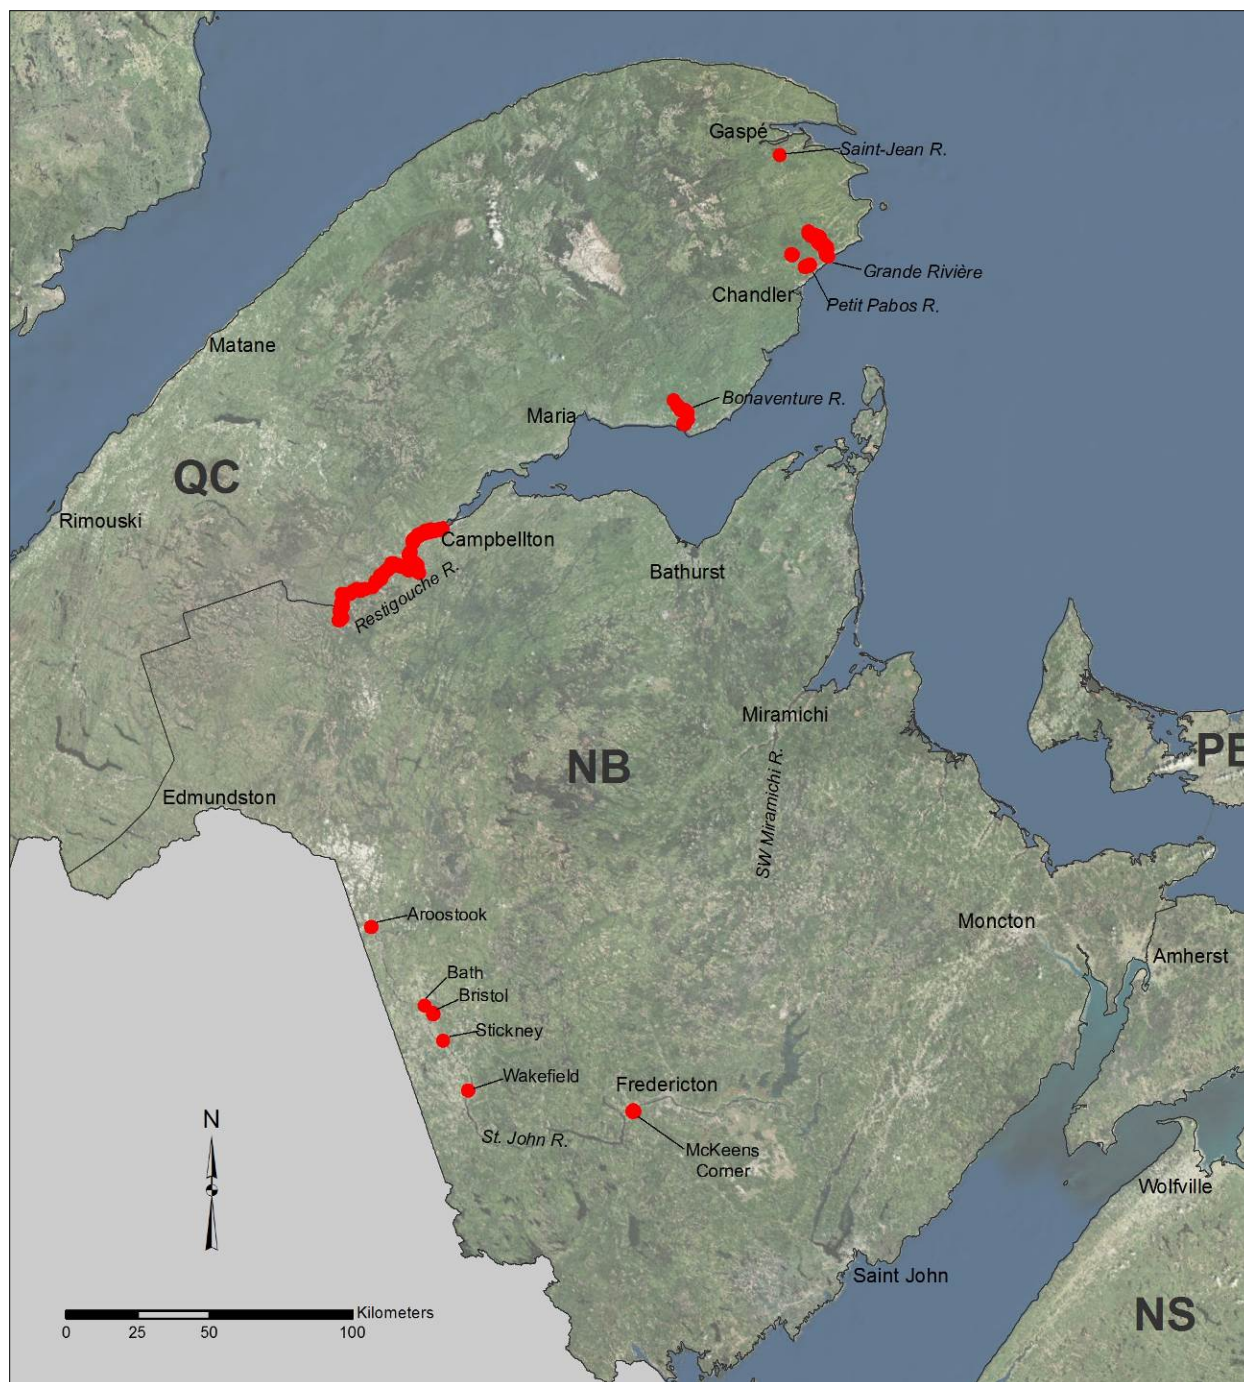 Gaspé
Saint-Jean R.
Grande Rivière
Chandler
Petit Pabos R.
Matane
Bonaventure R.
Maria
QC
Rimouski
Campbellton
Restigouche R.
Bathurst
Miramichi
NB
PE
SW Miramichi R.
Edmundston
Aroostook
Moncton
Amherst
Bath
Bristol
Stickney
Wakefield
Fredericton
St. John R.
McKeens
Corner
N
Wolfville
Saint John
NS
Kilometers
0 25 50 100